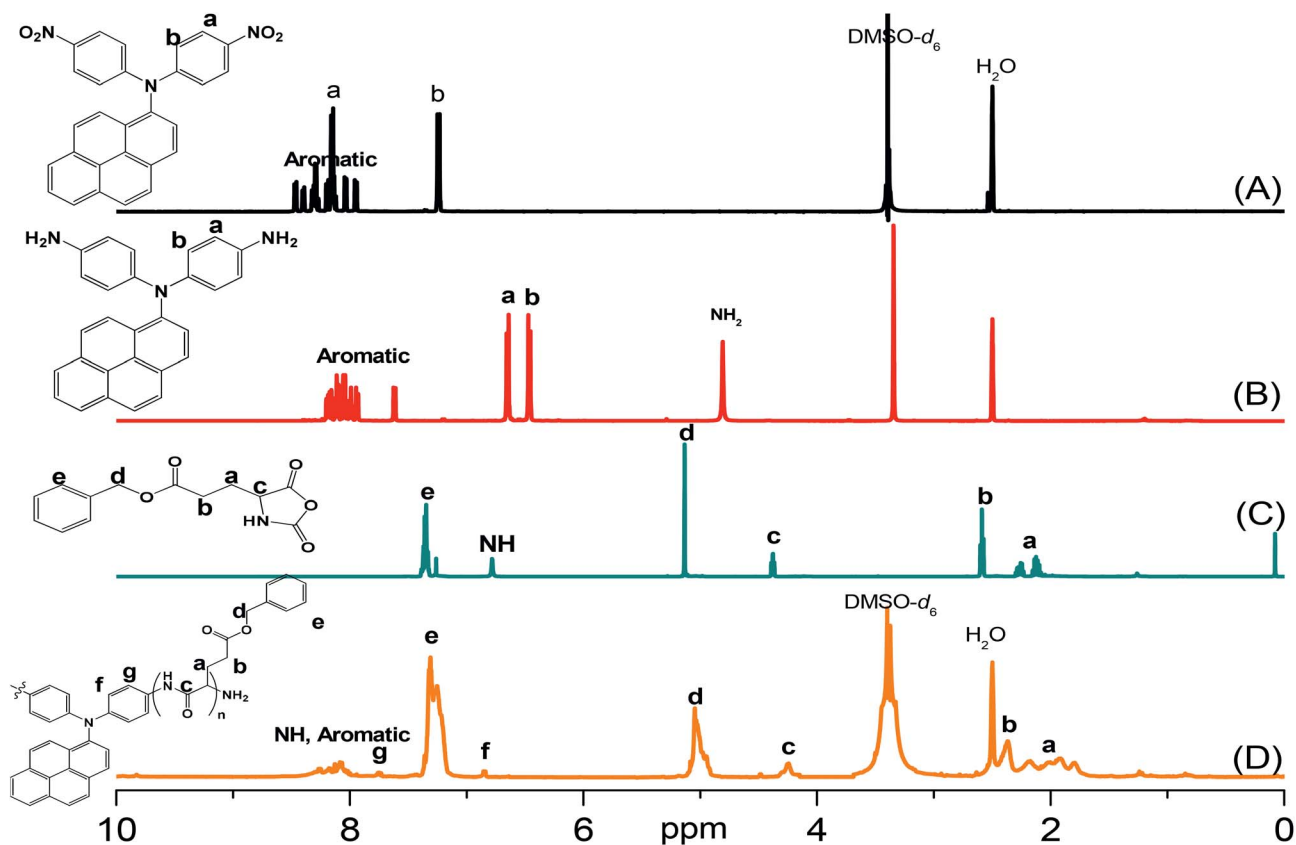 O₂N
a
b
NO₂
N
a
b
Aromatic
DMSO-d₆
H₂O
(A)
H₂N
b
a
NH₂
N
Aromatic
a b
NH₂
(B)
e
d
O
O
a
b
c
O
O
HN
O
e
NH
d
c
b
a
(C)
d
O
O
e
a
b
f
g
H
N
c
O
n
NH₂
N
NH, Aromatic
g
e
f
d
c
DMSO-d₆
H₂O
b
a
(D)
10
8
6
ppm
4
2
0